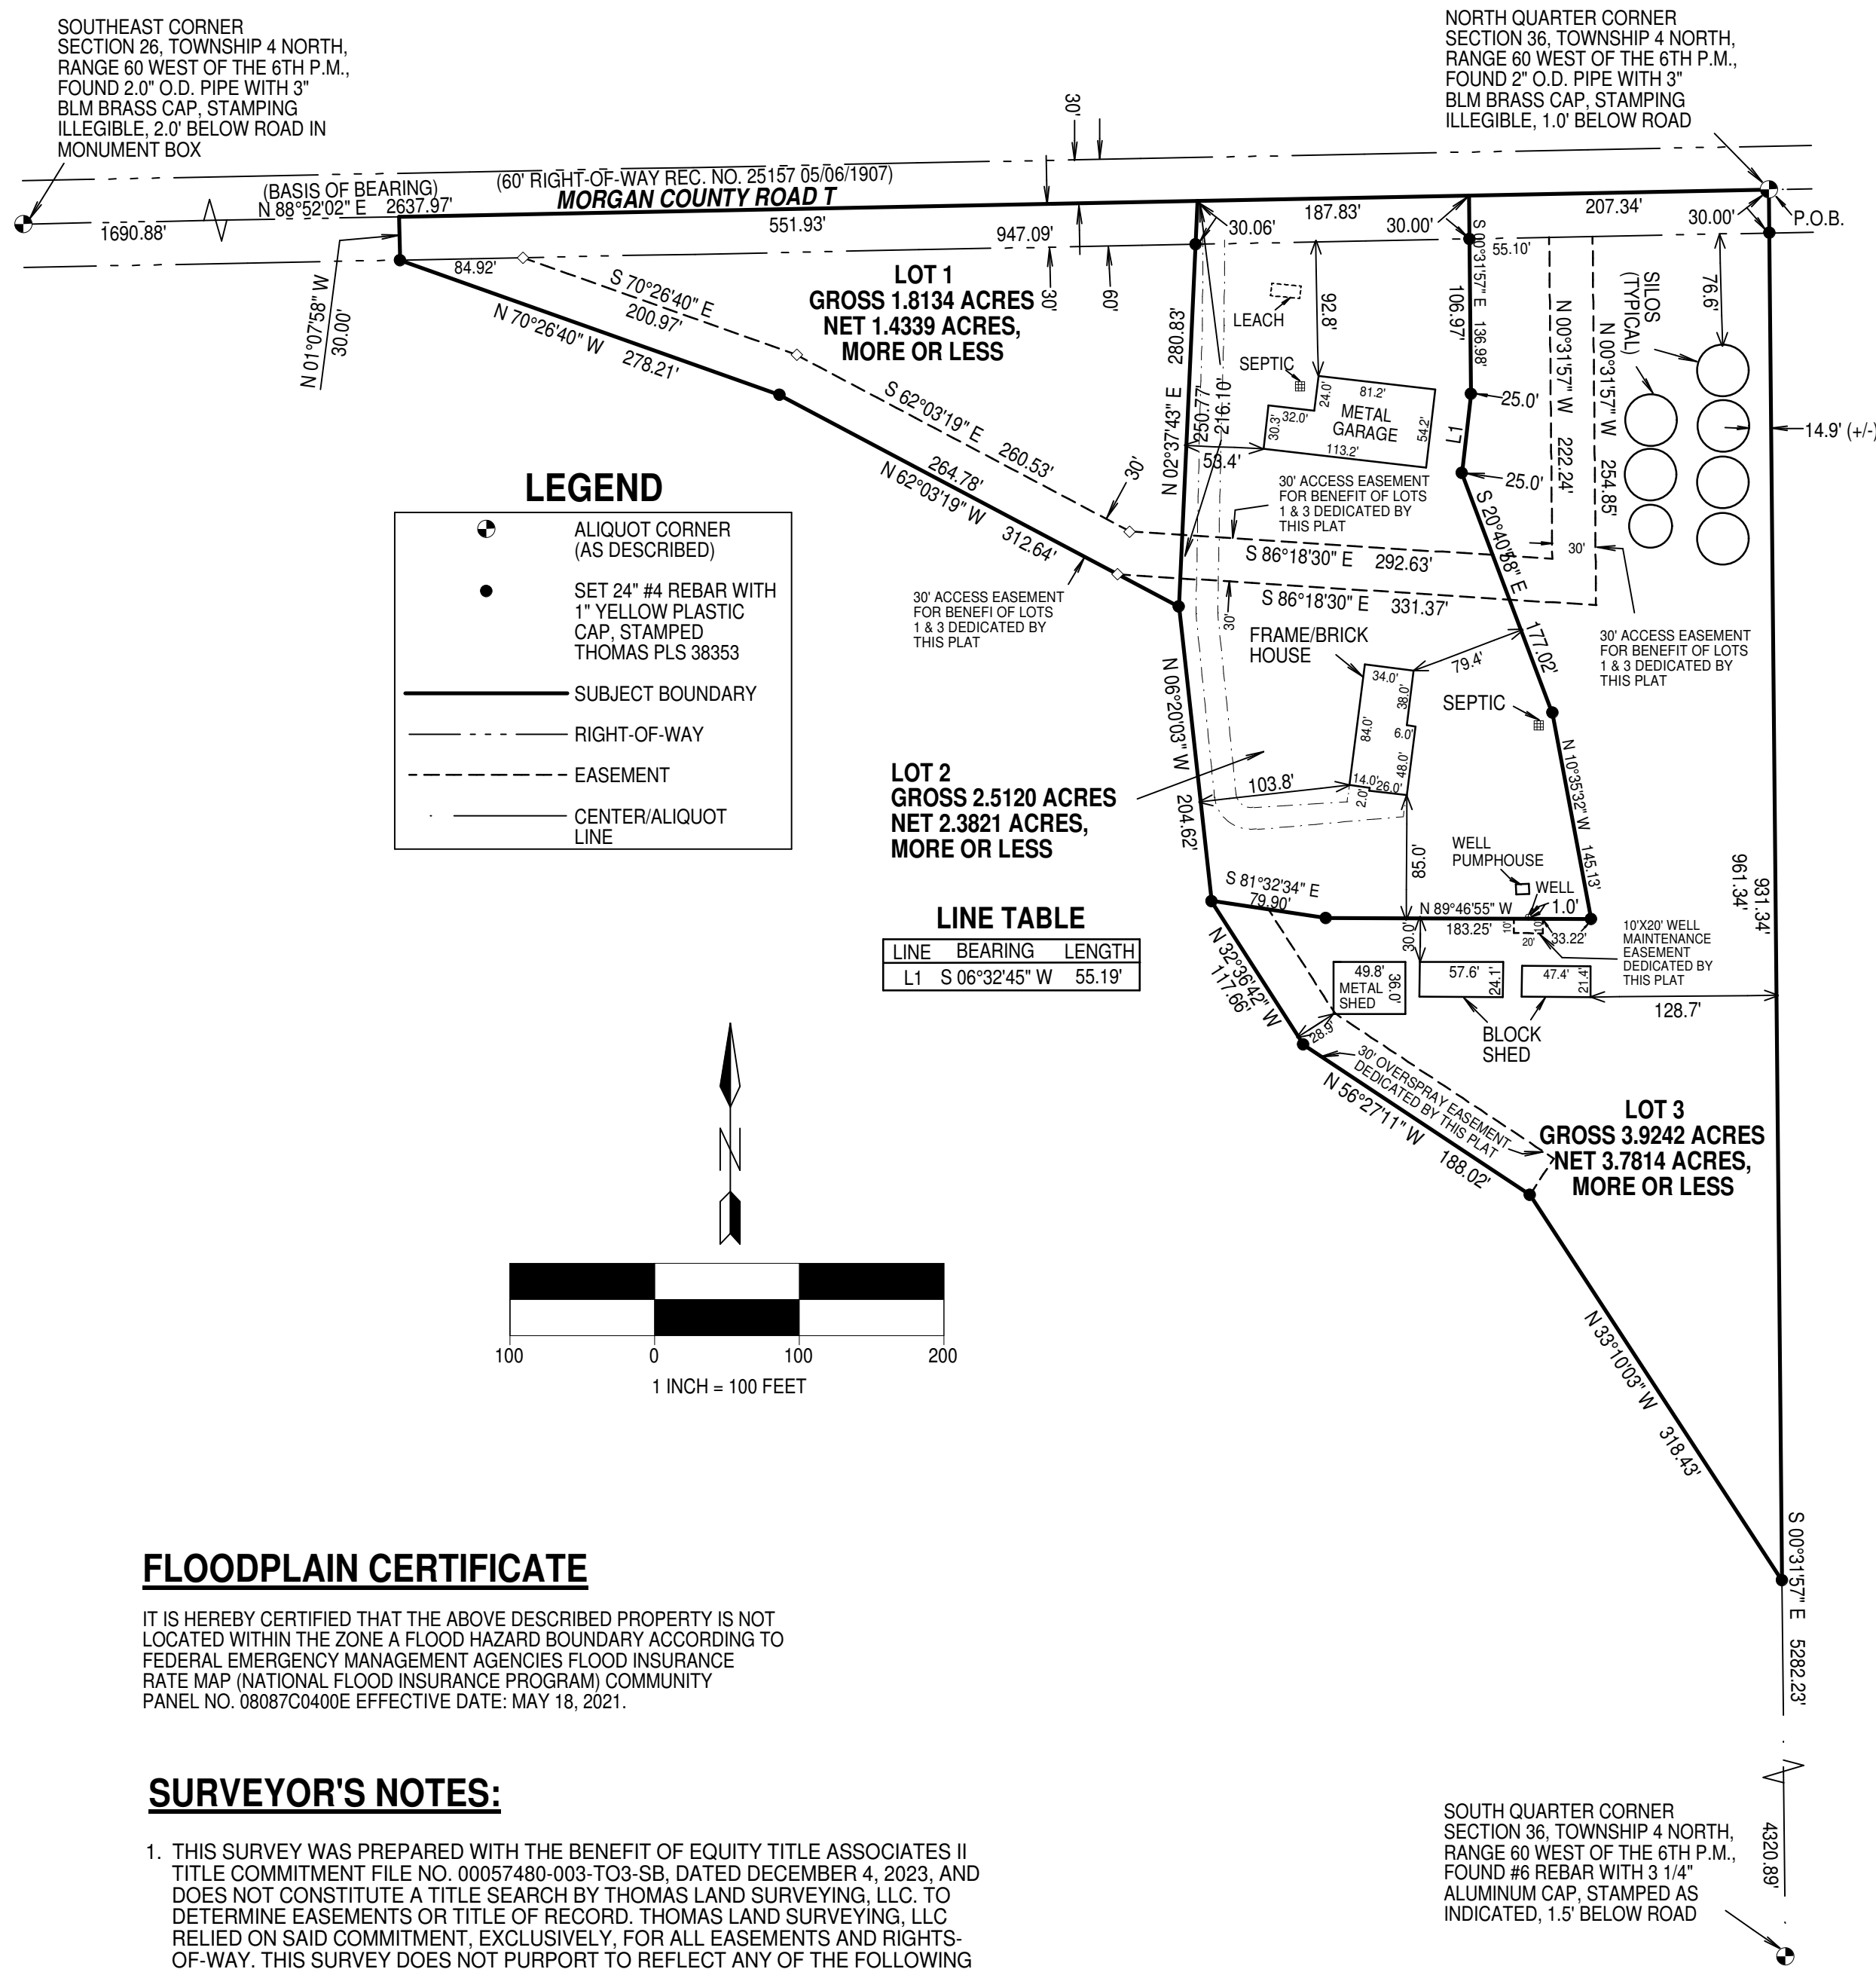 SOUTHEAST CORNER
SECTION 26, TOWNSHIP 4 NORTH,
RANGE 60 WEST OF THE 6TH P.M.,
FOUND 2.0" O.D. PIPE WITH 3"
BLM BRASS CAP, STAMPING
ILLEGIBLE, 2.0' BELOW ROAD IN
MONUMENT BOX
NORTH QUARTER CORNER
SECTION 36, TOWNSHIP 4 NORTH,
RANGE 60 WEST OF THE 6TH P.M.,
FOUND 2" O.D. PIPE WITH 3"
BLM BRASS CAP, STAMPING
ILLEGIBLE, 1.0' BELOW ROAD
30'
(BASIS OF BEARING)
N 88°52'02" E 2637.97'
1690.88'
(60' RIGHT-OF-WAY REC. NO. 25157 05/06/1907)
MORGAN COUNTY ROAD T
551.93'
947.09'
187.83'
207.34'
30.06'
30.00'
30.00'
P.O.B.
N 01°07'58" W
30.00'
84.92'
S 70°26'40" E
200.97'
N 70°26'40" W 278.21'
LOT 1
GROSS 1.8134 ACRES
NET 1.4339 ACRES,
MORE OR LESS
30'
60'
S 62°03'19" E 260.53'
264.78'
N 62°03'19" W 312.64'
30'
N 02°37'43" E 280.83'
250.77'
216.10'
LEACH
SEPTIC
92.8'
24.0'
81.2'
32.0'
30.3'
METAL
GARAGE
54.2'
113.2'
53.4'
S 00°31'57" E 136.98'
106.97'
55.10'
25.0'
L1
25.0'
N 00°31'57" W 222.24'
N 00°31'57" W 254.85'
SILOS
(TYPICAL)
76.6'
14.9' (+/-)
30' ACCESS EASEMENT
FOR BENEFIT OF LOTS
1 & 3 DEDICATED BY
THIS PLAT
S 20°40'58" E
177.02'
30'
S 86°18'30" E 292.63'
S 86°18'30" E 331.37'
30'
30' ACCESS EASEMENT
FOR BENEFI OF LOTS
1 & 3 DEDICATED BY
THIS PLAT
30' ACCESS EASEMENT
FOR BENEFIT OF LOTS
1 & 3 DEDICATED BY
THIS PLAT
LEGEND
ALIQUOT CORNER
(AS DESCRIBED)
SET 24" #4 REBAR WITH
1" YELLOW PLASTIC
CAP, STAMPED
THOMAS PLS 38353
SUBJECT BOUNDARY
RIGHT-OF-WAY
EASEMENT
CENTER/ALIQUOT
LINE
FRAME/BRICK
HOUSE
34.0'
38.0'
6.0'
84.0'
48.0'
14.0'
26.0'
2.0'
79.4'
SEPTIC
N 06°20'03" W 204.62'
103.8'
85.0'
N 10°35'32" W 145.13'
LOT 2
GROSS 2.5120 ACRES
NET 2.3821 ACRES,
MORE OR LESS
WELL
PUMPHOUSE
WELL
1.0'
S 81°32'34" E
79.90'
N 89°46'55" W
183.25'
10'
10'
20'
33.22'
30.0'
10'X20' WELL
MAINTENANCE
EASEMENT
DEDICATED BY
THIS PLAT
961.34'
931.34'
LINE TABLE
LINE BEARING LENGTH
L1 S 06°32'45" W 55.19'
N 32°36'42" W
117.66'
49.8'
METAL
SHED
36.0'
57.6'
24.1'
47.4'
21.4'
128.7'
BLOCK
SHED
28.9'
30' OVERSPRAY EASEMENT
DEDICATED BY THIS PLAT
N 56°27'11" W 188.02'
LOT 3
GROSS 3.9242 ACRES
NET 3.7814 ACRES,
MORE OR LESS
N 33°10'03" W 318.43'
N
100 0 100 200
1 INCH = 100 FEET
S 00°31'57" E 5282.23'
4320.89'
FLOODPLAIN CERTIFICATE
IT IS HEREBY CERTIFIED THAT THE ABOVE DESCRIBED PROPERTY IS NOT
LOCATED WITHIN THE ZONE A FLOOD HAZARD BOUNDARY ACCORDING TO
FEDERAL EMERGENCY MANAGEMENT AGENCIES FLOOD INSURANCE
RATE MAP (NATIONAL FLOOD INSURANCE PROGRAM) COMMUNITY
PANEL NO. 08087C0400E EFFECTIVE DATE: MAY 18, 2021.
SURVEYOR'S NOTES:
1. THIS SURVEY WAS PREPARED WITH THE BENEFIT OF EQUITY TITLE ASSOCIATES II
TITLE COMMITMENT FILE NO. 00057480-003-TO3-SB, DATED DECEMBER 4, 2023, AND
DOES NOT CONSTITUTE A TITLE SEARCH BY THOMAS LAND SURVEYING, LLC. TO
DETERMINE EASEMENTS OR TITLE OF RECORD. THOMAS LAND SURVEYING, LLC
RELIED ON SAID COMMITMENT, EXCLUSIVELY, FOR ALL EASEMENTS AND RIGHTS-
OF-WAY. THIS SURVEY DOES NOT PURPORT TO REFLECT ANY OF THE FOLLOWING
SOUTH QUARTER CORNER
SECTION 36, TOWNSHIP 4 NORTH,
RANGE 60 WEST OF THE 6TH P.M.,
FOUND #6 REBAR WITH 3 1/4"
ALUMINUM CAP, STAMPED AS
INDICATED, 1.5' BELOW ROAD